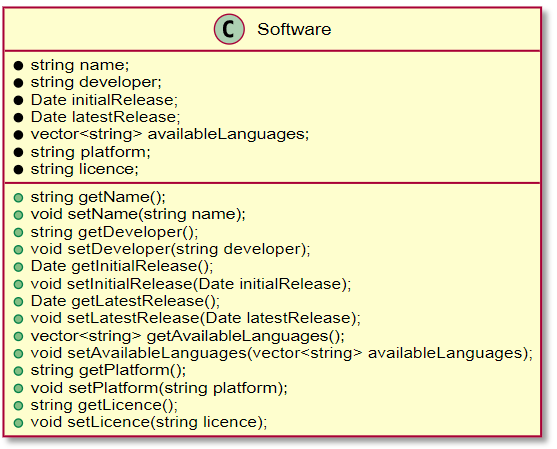 C Software
string name;
string developer;
Date initialRelease;
Date latestRelease;
vector<string> availableLanguages;
string platform;
string licence;
string getName();
void setName(string name);
string getDeveloper();
void setDeveloper(string developer);
Date getInitialRelease();
void setInitialRelease(Date initialRelease);
Date getLatestRelease();
void setLatestRelease(Date latestRelease);
vector<string> getAvailableLanguages();
void setAvailableLanguages(vector<string> availableLanguages);
string getPlatform();
void setPlatform(string platform);
string getLicence();
void setLicence(string licence);